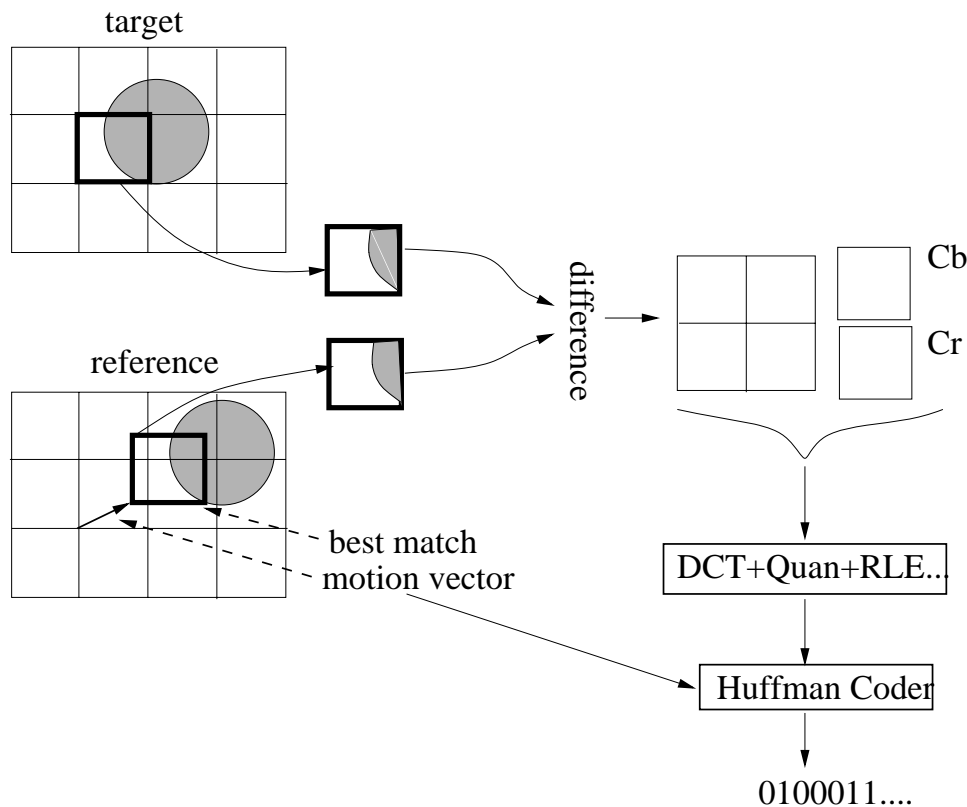 target
Cb
difference
Cr
reference
best match
motion vector
DCT+Quan+RLE...
Huffman Coder
0100011....